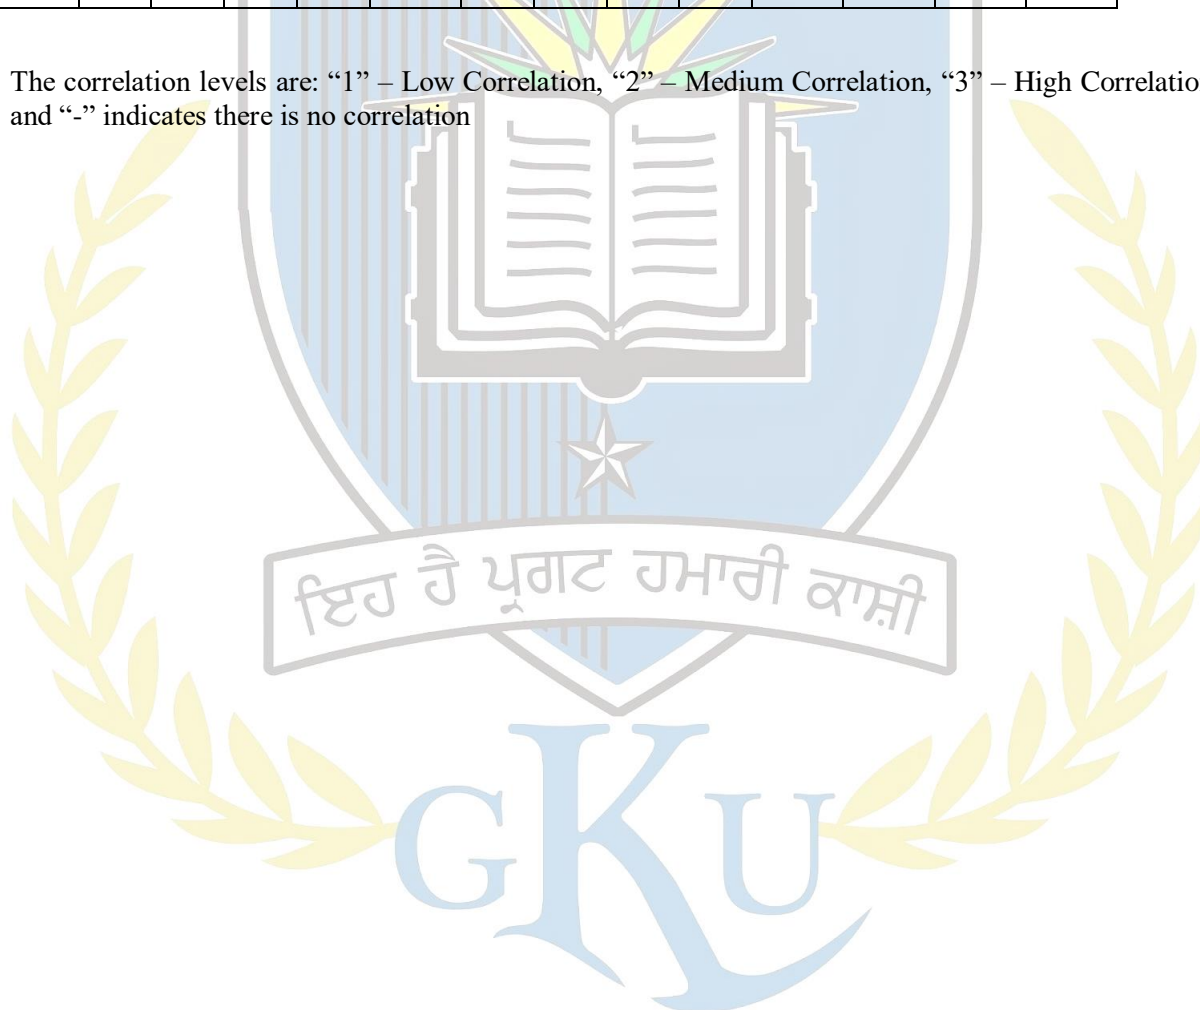 The correlation levels are: “1” – Low Correlation, “2” – Medium Correlation, “3” – High Correlatio
and “-” indicates there is no correlation
ਇਹ ਹੈ ਪ੍ਰਗਟ ਹਮਾਰੀ ਕਾਸ਼ੀ
GKU